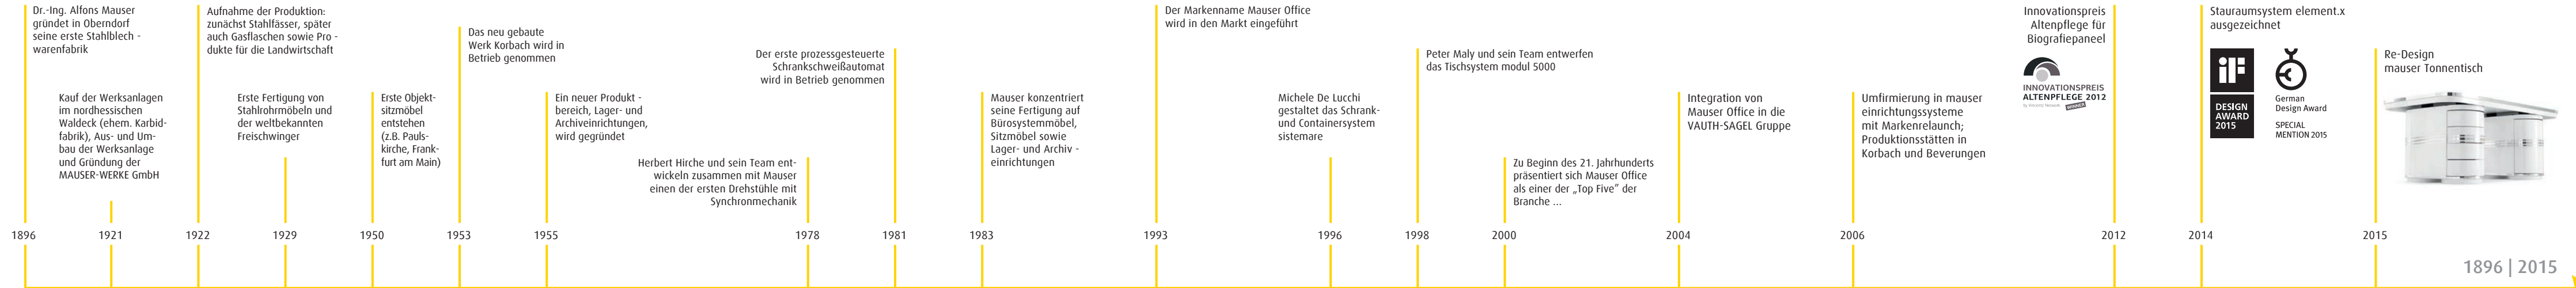 Dr.-Ing. Alfons Mauser
gründet in Oberndorf
seine erste Stahlblech -
warenfabrik
1896
Kauf der Werksanlagen
im nordhessischen
Waldeck (ehem. Karbid-
fabrik), Aus- und Um-
bau der Werksanlage
und Gründung der
MAUSER-WERKE GmbH
1921
Aufnahme der Produktion:
zunächst Stahlfässer, später
auch Gasflaschen sowie Pro -
dukte für die Landwirtschaft
1922
Erste Fertigung von
Stahlrohrmöbeln und
der weltbekannten
Freischwinger
1929
Erste Objekt-
sitzmöbel
entstehen
(z.B. Pauls-
kirche, Frank-
furt am Main)
1950
Das neu gebaute
Werk Korbach wird in
Betrieb genommen
1953
Ein neuer Produkt -
bereich, Lager- und
Archiveinrichtungen,
wird gegründet
1955
Herbert Hirche und sein Team ent-
wickeln zusammen mit Mauser
einen der ersten Drehstühle mit
Synchronmechanik
1978
Der erste prozessgesteuerte
Schrankschweißautomat
wird in Betrieb genommen
1981
Mauser konzentriert
seine Fertigung auf
Bürosystemmöbel,
Sitzmöbel sowie
Lager- und Archiv -
einrichtungen
1983
Der Markenname Mauser Office
wird in den Markt eingeführt
1993
Michele De Lucchi
gestaltet das Schrank-
und Containersystem
sistemare
1996
Peter Maly und sein Team entwerfen
das Tischsystem modul 5000
1998
Zu Beginn des 21. Jahrhunderts
präsentiert sich Mauser Office
als einer der „Top Five” der
Branche ...
2000
Integration von
Mauser Office in die
VAUTH-SAGEL Gruppe
2004
Umfirmierung in mauser
einrichtungssysteme
mit Markenrelaunch;
Produktionsstätten in
Korbach und Beverungen
2006
Innovationspreis
Altenpflege für
Biografiepaneel
INNOVATIONSPREIS
ALTENPFLEGE 2012
by Vincentz Network WINNER
2012
Stauraumsystem element.x
ausgezeichnet
iF
DESIGN
AWARD
2015
German
Design Award
SPECIAL
MENTION 2015
2014
Re-Design
mauser Tonnentisch
2015
1896 | 2015